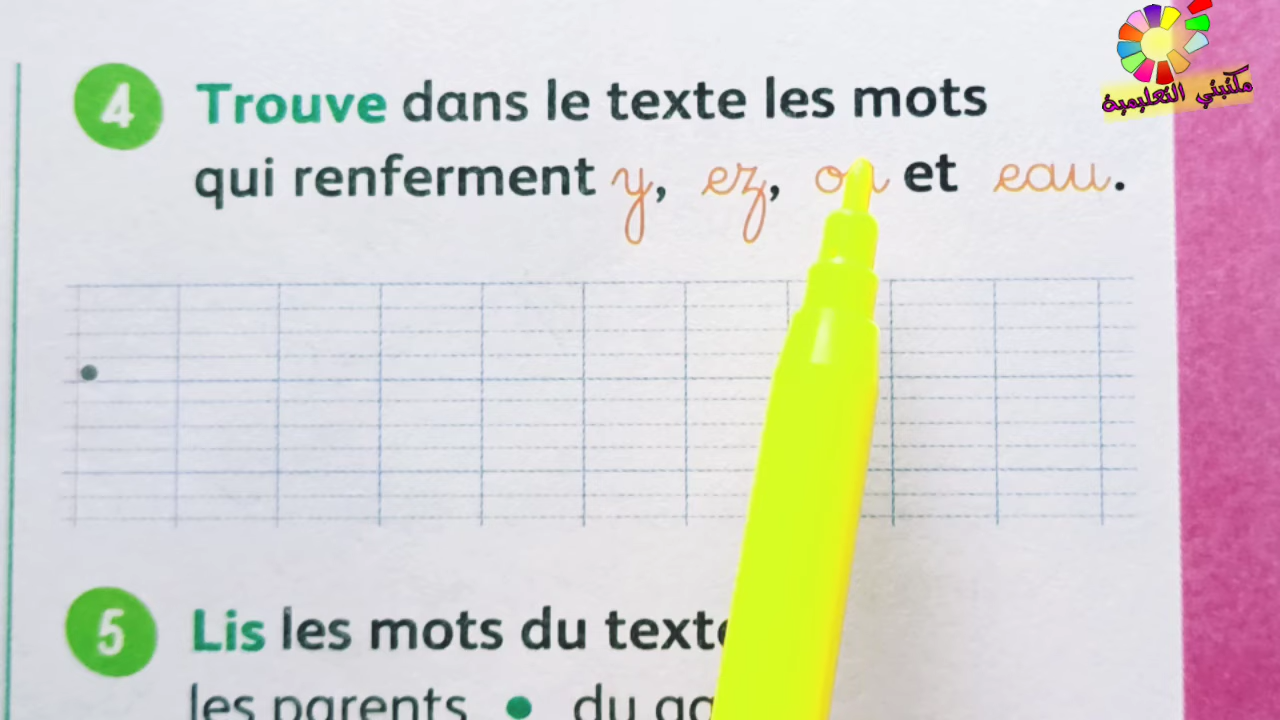 مكتبتي التعليمية
4 Trouve dans le texte les mots
qui renferment y, ez, et eau.
5 Lis les mots du texte
les parents • du